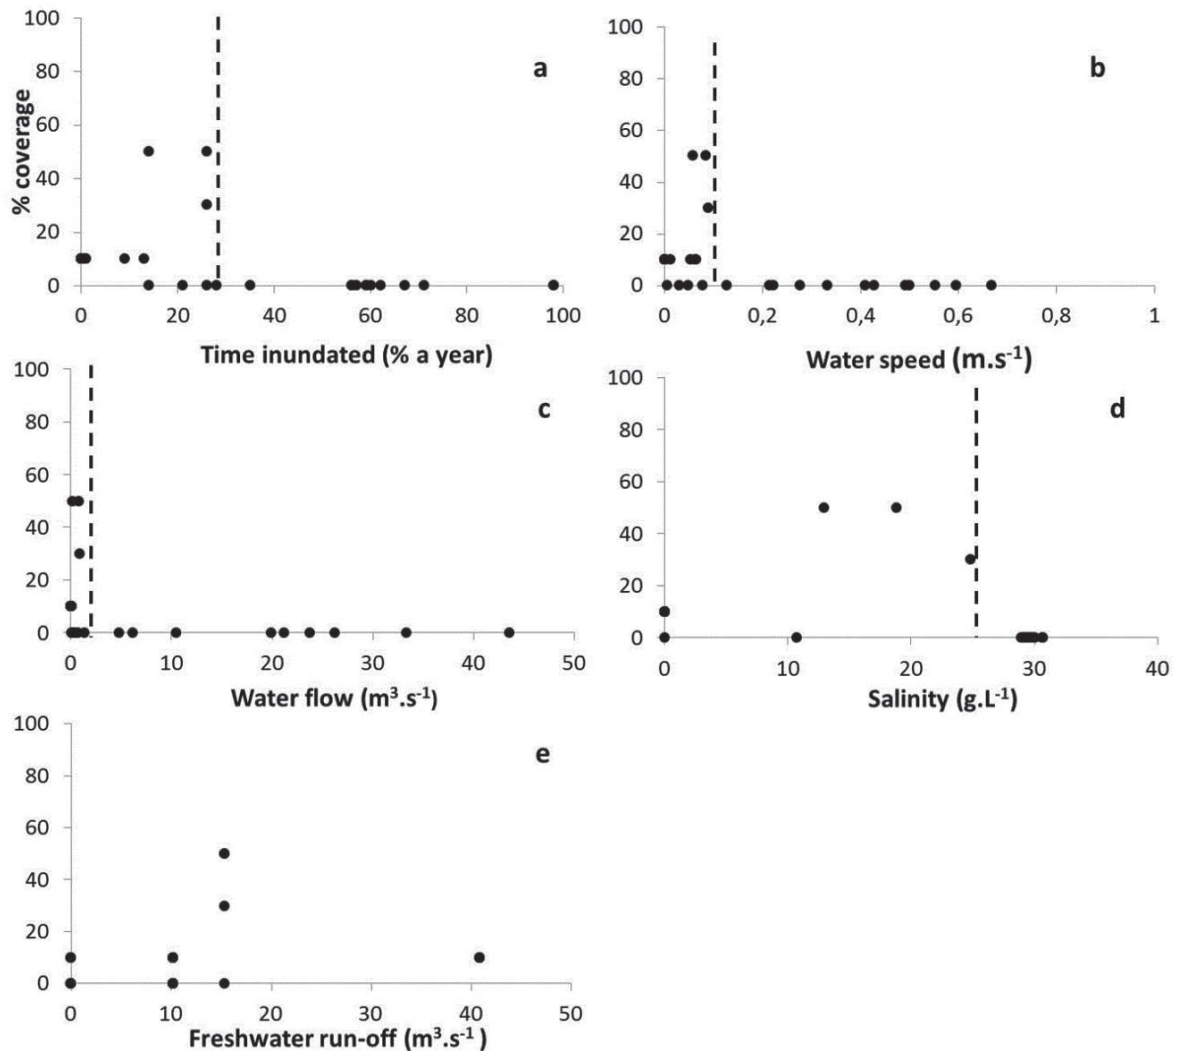 100
80
60
40
20
0
% coverage
a
0 20 40 60 80 100
Time inundated (% a year)
100
80
60
40
20
0
b
0 0,2 0,4 0,6 0,8 1
Water speed (m.s⁻¹)
100
80
60
40
20
0
c
0 10 20 30 40 50
Water flow (m³.s⁻¹)
100
80
60
40
20
0
d
0 10 20 30 40
Salinity (g.L⁻¹)
100
80
60
40
20
0
e
0 10 20 30 40 50
Freshwater run-off (m³.s⁻¹ )